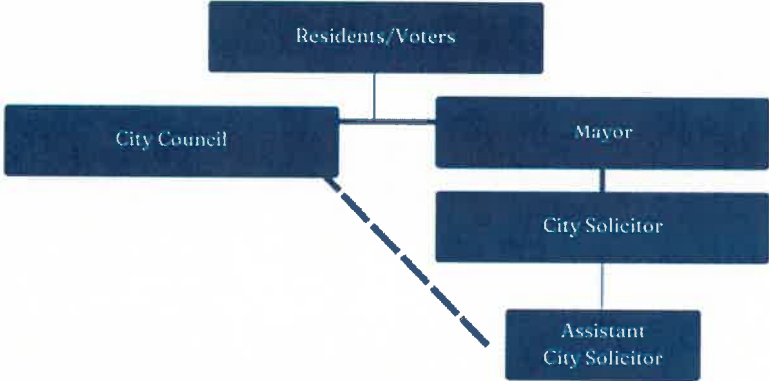 Residents/Voters
City Council
Mayor
City Solicitor
Assistant
City Solicitor